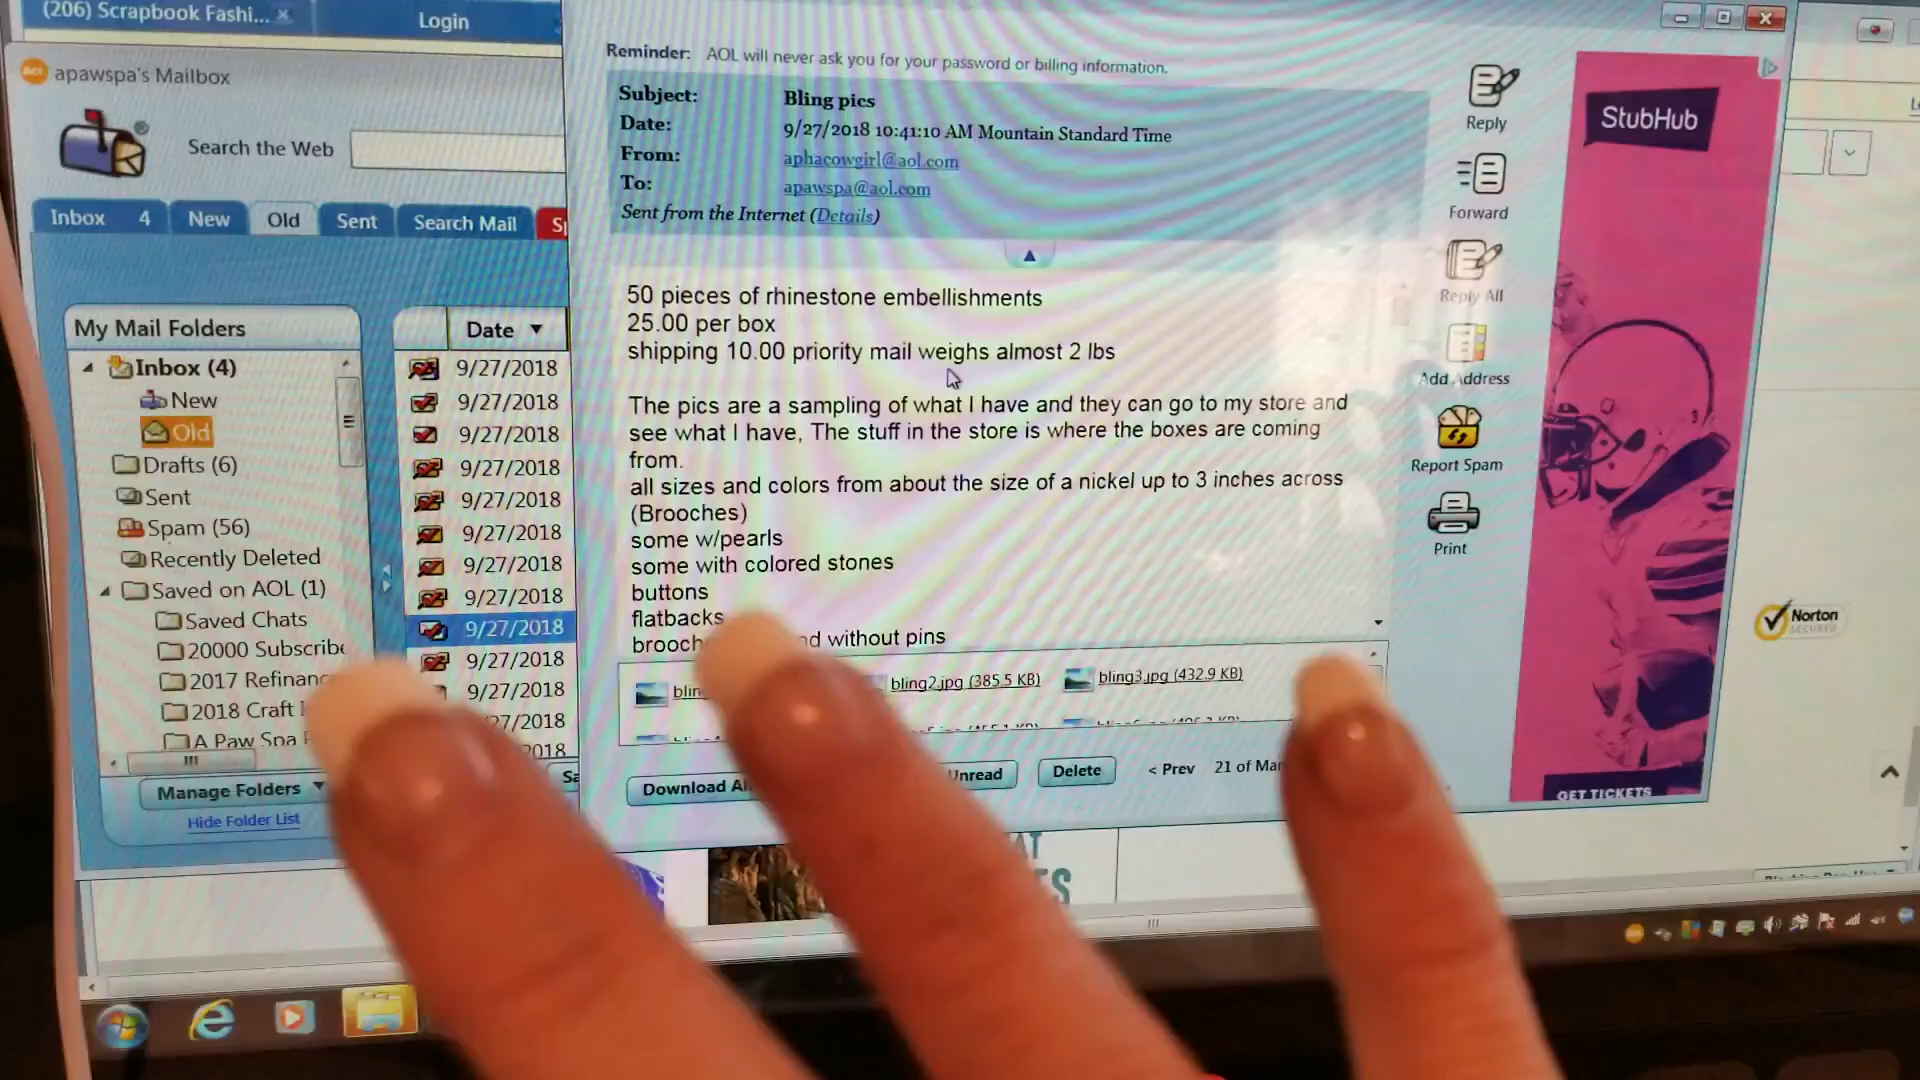 (206) Scrapbook Fashi...
Login
apawspa's Mailbox
Search the Web
Inbox 4
New
Old
Sent
Search Mail
My Mail Folders
Inbox (4)
New
Old
Drafts (6)
Sent
Spam (56)
Recently Deleted
Saved on AOL (1)
Saved Chats
20000 Subscribe
2017 Refinanc
2018 Craft
A Paw Spa
Manage Folders
Hide Folder List
Date
9/27/2018
9/27/2018
9/27/2018
9/27/2018
9/27/2018
9/27/2018
9/27/2018
9/27/2018
9/27/2018
9/27/2018
9/27/2018
27/2018
2018
Reminder: AOL will never ask you for your password or billing information.
Subject: Bling pics
Date: 9/27/2018 10:41:10 AM Mountain Standard Time
From: aphacowgirl@aol.com
To: apawspa@aol.com
Sent from the Internet (Details)
50 pieces of rhinestone embellishments
25.00 per box
shipping 10.00 priority mail weighs almost 2 lbs
The pics are a sampling of what I have and they can go to my store and
see what I have, The stuff in the store is where the boxes are coming
from.
all sizes and colors from about the size of a nickel up to 3 inches across
(Brooches)
some w/pearls
some with colored stones
buttons
flatbacks
brooch nd without pins
blin bling2.jpg (385.5 KB) bling3.jpg (432.9 KB)
Download Al Unread Delete < Prev 21 of Man
Reply
Forward
Reply All
Add Address
Report Spam
Print
StubHub
GET TICKETS
Norton
SECURED